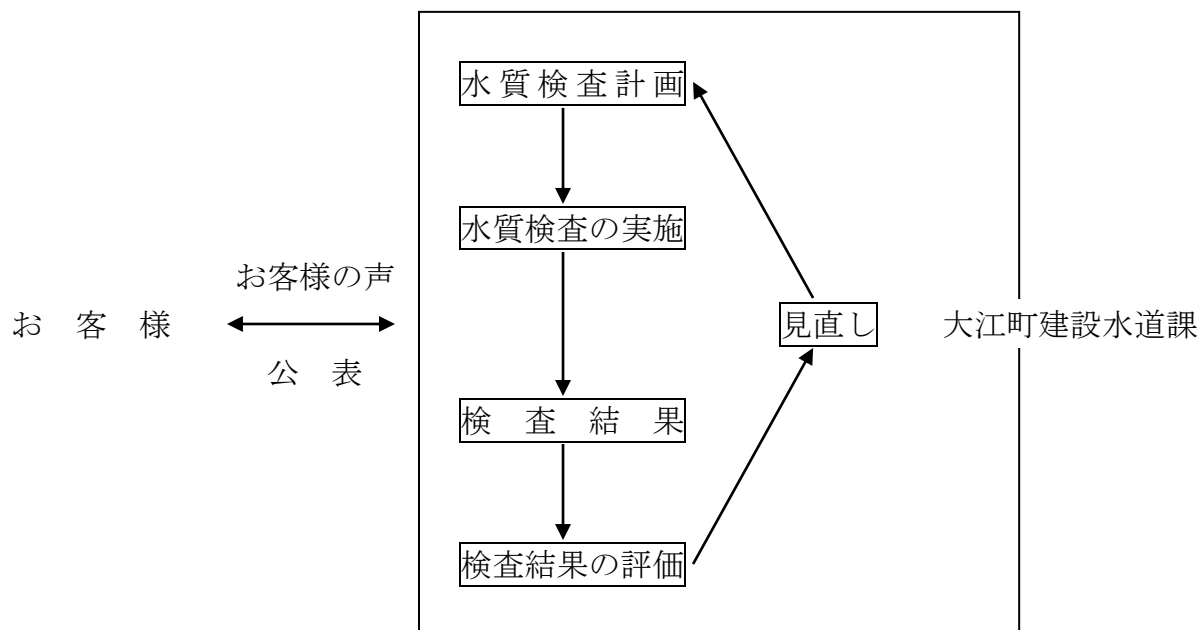 水質検査計画
水質検査の実施
お客様の声
お　客　様
見直し
大江町建設水道課
公　表
検　査　結　果
検査結果の評価